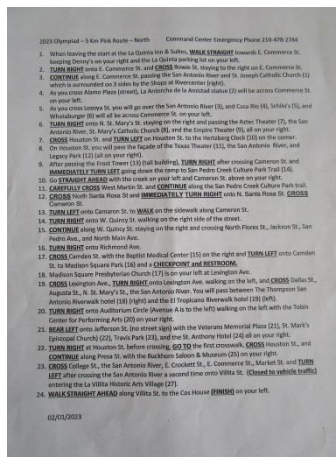 2023 Olympiad – 5 Km Pink Route – North Command Center Emergency Phone 210-478-2784
1. When leaving the start at the La Quinta Inn & Suites, WALK STRAIGHT towards E. Commerce St.
keeping Denny's on your right and the La Quinta parking lot on your left.
2. TURN RIGHT onto E. Commerce St. and CROSS Bowie St, staying to the right on E. Commerce St.
3. CONTINUE along E. Commerce St, passing the San Antonio River and St. Joseph Catholic Church (1)
which is surrounded on 3 sides by the Shops at Rivercenter (right).
4. As you cross Alamo Plaza (street), La Antorcha de la Amistad statue (2) will be across Commerce St.
on your left.
5. As you cross Losoya St. you will go over the San Antonio River (3), and Casa Rio (4), Schilo's (5), and
Whataburger (6) will all be across Commerce St. on your left.
6. TURN RIGHT onto N. St. Mary's St. staying on the right and passing the Aztec Theater (7), the San
Antonio River, St. Mary's Catholic Church (8), and the Empire Theater (9), all on your right.
7. CROSS Houston St. and TURN LEFT on Houston St. to the Hertzberg Clock (10) on the corner.
8. On Houston St. you will pass the façade of the Texas Theater (11), the San Antonio River, and
Legacy Park (12) (all on your right).
9. After passing the Frost Tower (13) (tall building), TURN RIGHT after crossing Cameron St. and
IMMEDIATELY TURN LEFT going down the ramp to San Pedro Creek Culture Park Trail (14).
10. Go STRAIGHT AHEAD with the creek on your left and Cameron St. above on your right.
11. CAREFULLY CROSS West Martin St. and CONTINUE along the San Pedro Creek Culture Park trail.
12. CROSS North Santa Rosa St and IMMEDIATELY TURN RIGHT onto N. Santa Rosa St. CROSS
Cameron St.
13. TURN LEFT onto Camaron St. to WALK on the sidewalk along Cameron St.
14. TURN RIGHT onto W. Quincy St. walking on the right side of the street.
15. CONTINUE along W. Quincy St, staying on the right and crossing North Flores St., Jackson St., San
Pedro Ave., and North Main Ave.
16. TURN RIGHT onto Richmond Ave.
17. CROSS Camden St. with the Baptist Medical Center (15) on the right and TURN LEFT onto Camden
St. to Madison Square Park (16) and a CHECKPOINT and RESTROOM.
18. Madison Square Presbyterian Church (17) is on your left at Lexington Ave.
19. CROSS Lexington Ave., TURN RIGHT onto Lexington Ave. walking on the left, and CROSS Dallas St.,
Augusta St., N. St. Mary's St., the San Antonio River. You will pass between The Tompson San
Antonio Riverwalk hotel (18) (right) and the El Tropicano Riverwalk hotel (19) (left).
20. TURN RIGHT onto Auditorium Circle (Avenue A is to the left) walking on the left with the Tobin
Center for Performing Arts (20) on your right.
21. BEAR LEFT onto Jefferson St. (no street sign) with the Veterans Memorial Plaza (21), St. Mark's
Episcopal Church) (22), Travis Park (23), and the St. Anthony Hotel (24) all on your right.
22. TURN RIGHT at Houston St. before crossing, GO TO the first crosswalk, CROSS Houston St., and
CONTINUE along Presa St. with the Buckhorn Saloon & Museum (25) on your right.
23. CROSS College St., the San Antonio River, E. Crockett St., E. Commerce St., Market St. and TURN
LEFT after crossing the San Antonio River a second time onto Villita St. (Closed to vehicle traffic)
entering the La Villita Historic Arts Village (27).
24. WALK STRAIGHT AHEAD along Villita St. to the Cos House (FINISH) on your left.
02/01/2023